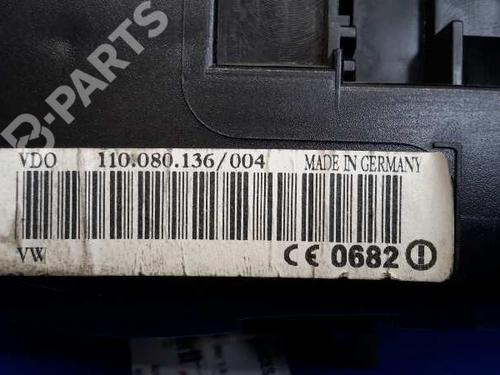 B-PARTS
VDO 110.080.136/004 MADE IN GERMANY
VW CE 0682